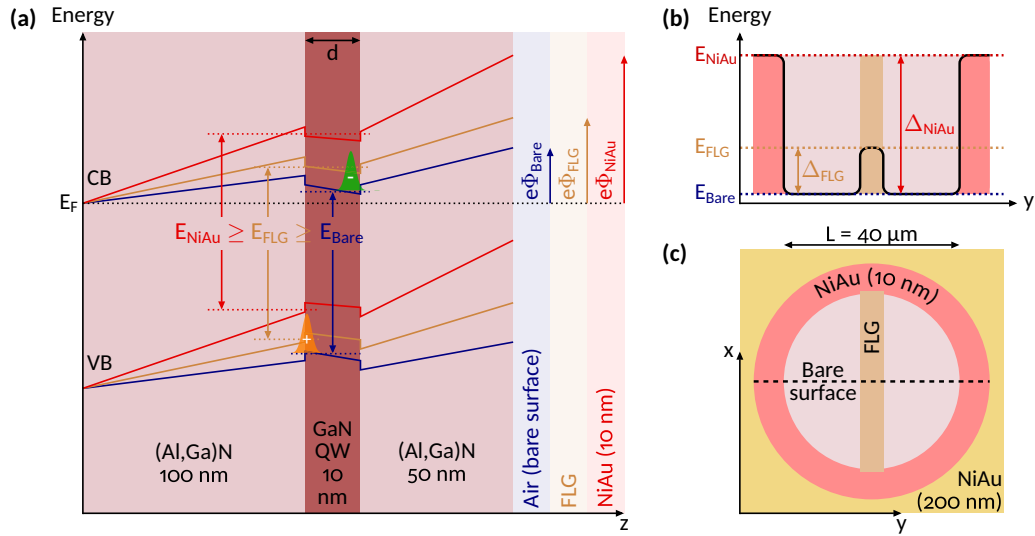 (a)
Energy
d
CB
E_F
E_NiAu ≥ E_FLG ≥ E_Bare
-
+
VB
eΦ_Bare
eΦ_FLG
eΦ_NiAu
(Al,Ga)N
100 nm
GaN
QW
10
nm
(Al,Ga)N
50 nm
Air (bare surface)
FLG
NiAu (10 nm)
z
(b)
Energy
E_NiAu
E_FLG
E_Bare
Δ_NiAu
Δ_FLG
y
(c)
L = 40 μm
NiAu (10 nm)
FLG
Bare
surface
x
NiAu
(200 nm)
y